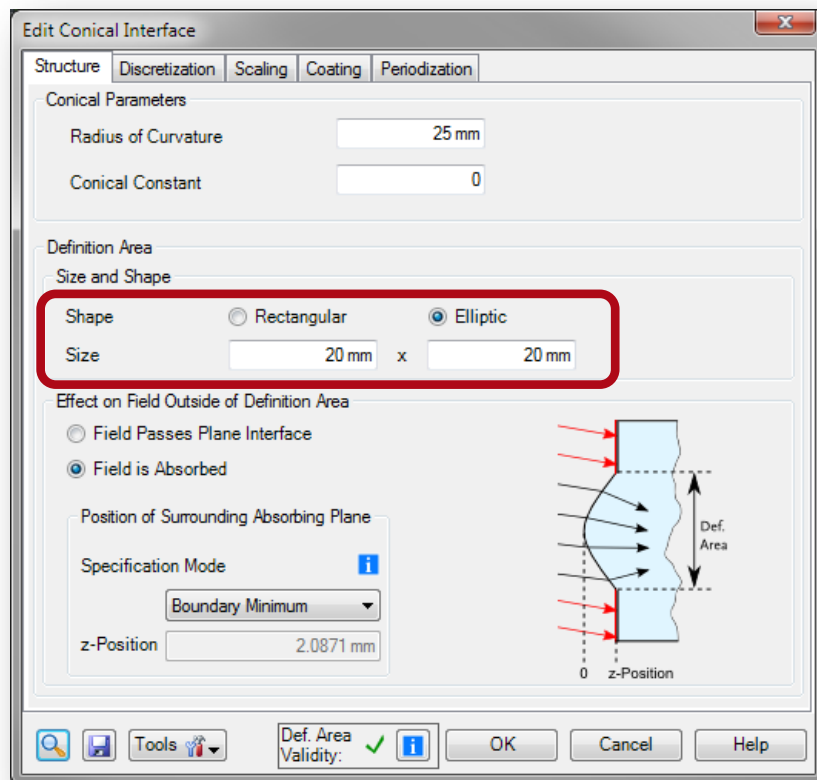 Edit Conical Interface
Structure Discretization Scaling Coating Periodization
Conical Parameters
Radius of Curvature 25 mm
Conical Constant 0
Definition Area
Size and Shape
Shape Rectangular Elliptic
Size 20 mm x 20 mm
Effect on Field Outside of Definition Area
Field Passes Plane Interface
Field is Absorbed
Position of Surrounding Absorbing Plane
Specification Mode
Boundary Minimum
z-Position 2.0871 mm
Def.
Area
0 z-Position
Tools
Def. Area
Validity:
OK Cancel Help